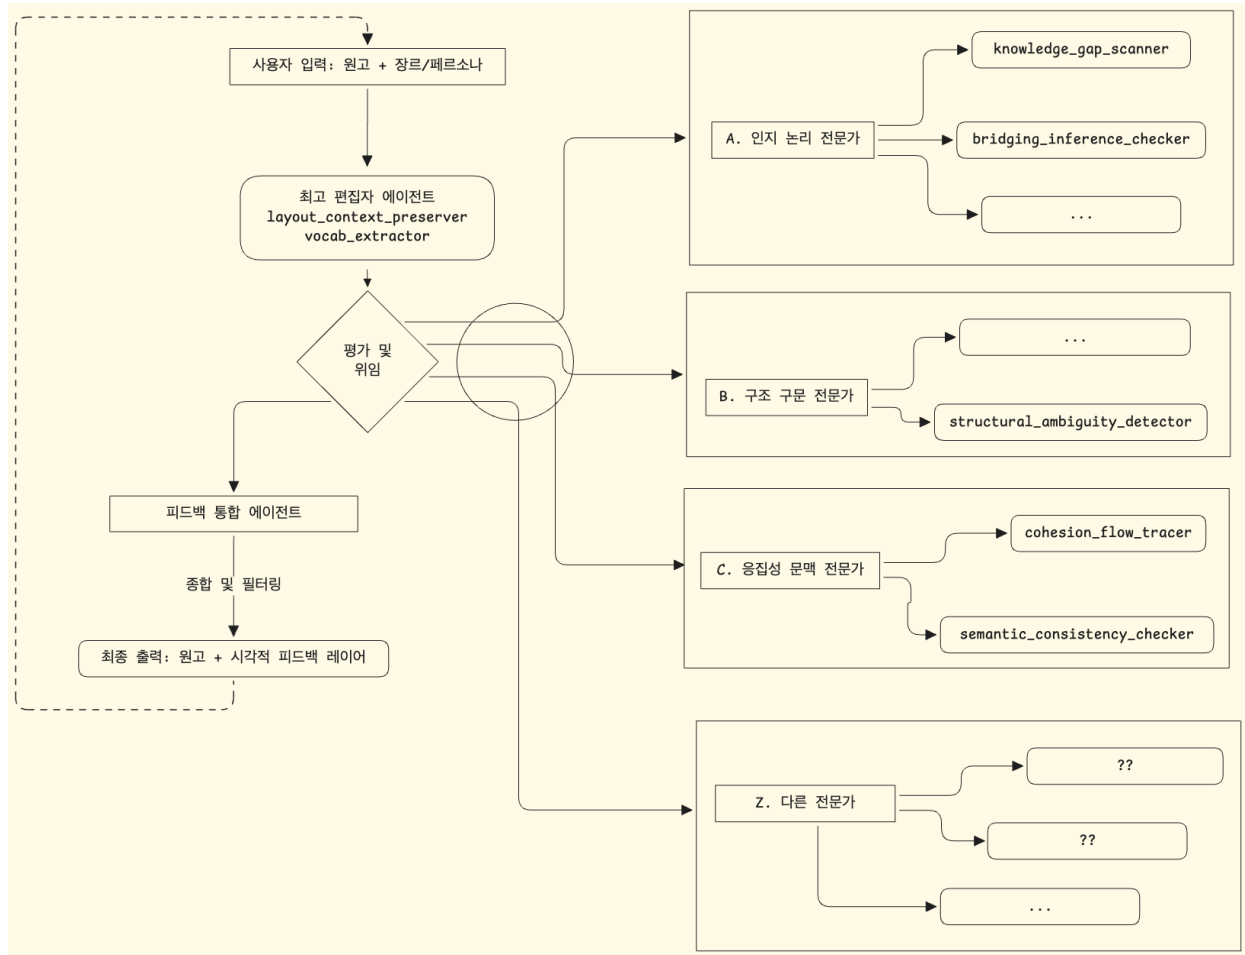 사용자 입력: 원고 + 장르/페르소나
최고 편집자 에이전트
layout_context_preserver
vocab_extractor
평가 및
위임
피드백 통합 에이전트
종합 및 필터링
최종 출력: 원고 + 시각적 피드백 레이어
A. 인지 논리 전문가
knowledge_gap_scanner
bridging_inference_checker
...
B. 구조 구문 전문가
...
structural_ambiguity_detector
C. 응집성 문맥 전문가
cohesion_flow_tracer
semantic_consistency_checker
Z. 다른 전문가
??
??
...